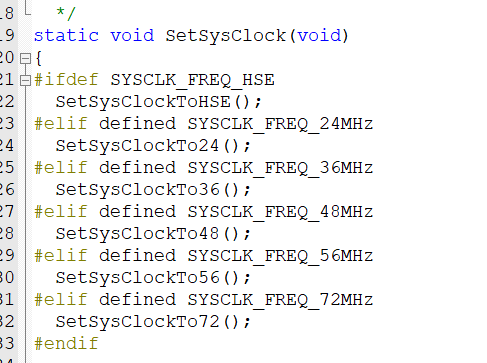 18 */
19 static void SetSysClock(void)
20 {
21 #ifdef SYSCLK_FREQ_HSE
22 SetSysClockToHSE();
23 #elif defined SYSCLK_FREQ_24MHz
24 SetSysClockTo24();
25 #elif defined SYSCLK_FREQ_36MHz
26 SetSysClockTo36();
27 #elif defined SYSCLK_FREQ_48MHz
28 SetSysClockTo48();
29 #elif defined SYSCLK_FREQ_56MHz
30 SetSysClockTo56();
31 #elif defined SYSCLK_FREQ_72MHz
32 SetSysClockTo72();
33 #endif